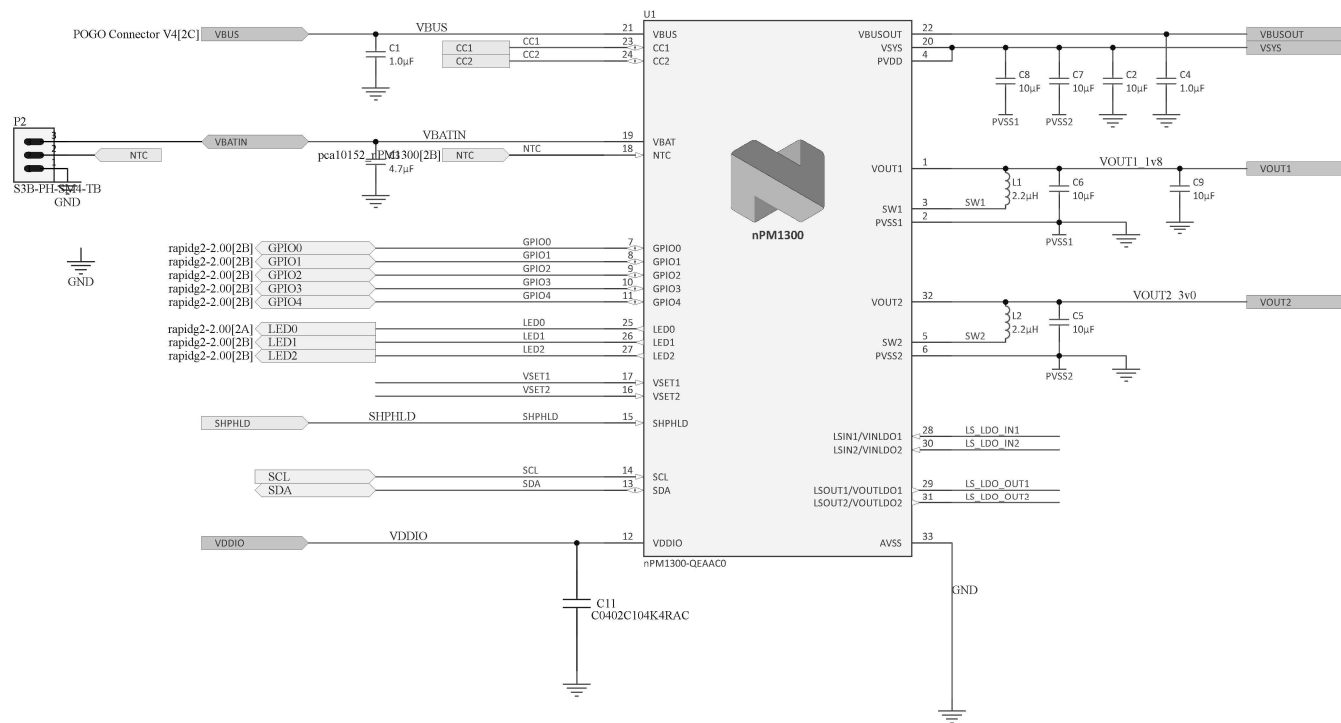 U1
POGO Connector V4[2C] VBUS VBUS 21 VBUS
CC1 CC1 23 CC1
CC2 CC2 24 CC2
C1
1.0µF
VBUSOUT 22 VBUSOUT
VSYS 20 VSYS
PVDD 4
C8
10µF
C7
10µF
C2
10µF
C4
1.0µF
PVSS1
PVSS2
P2
3
2
1
NTC
S3B-PH-SM4-TB
GND
VBATIN VBATIN 19 VBAT
pca10152_nPM1300[2B] NTC NTC 18 NTC
4.7µF
GND
nPM1300
VOUT1 1 VOUT1_1v8 VOUT1
L1
2.2µH
C6
10µF
C9
10µF
SW1 3 SW1
PVSS1 2
PVSS1
rapidg2-2.00[2B] GPIO0 GPIO0 7 GPIO0
rapidg2-2.00[2B] GPIO1 GPIO1 8 GPIO1
rapidg2-2.00[2B] GPIO2 GPIO2 9 GPIO2
rapidg2-2.00[2B] GPIO3 GPIO3 10 GPIO3
rapidg2-2.00[2B] GPIO4 GPIO4 11 GPIO4
rapidg2-2.00[2A] LED0 LED0 25 LED0
rapidg2-2.00[2B] LED1 LED1 26 LED1
rapidg2-2.00[2B] LED2 LED2 27 LED2
VOUT2 32 VOUT2_3v0 VOUT2
L2
2.2µH
C5
10µF
SW2 5 SW2
PVSS2 6
PVSS2
VSET1 17 VSET1
VSET2 16 VSET2
SHPHLD SHPHLD SHPHLD 15 SHPHLD
LSIN1/VINLDO1 28 LS_LDO_IN1
LSIN2/VINLDO2 30 LS_LDO_IN2
SCL SCL 14 SCL
SDA SDA 13 SDA
LSOUT1/VOUTLDO1 29 LS_LDO_OUT1
LSOUT2/VOUTLDO2 31 LS_LDO_OUT2
VDDIO VDDIO 12 VDDIO
AVSS 33
nPM1300-QEAAC0
GND
C11
C0402C104K4RAC